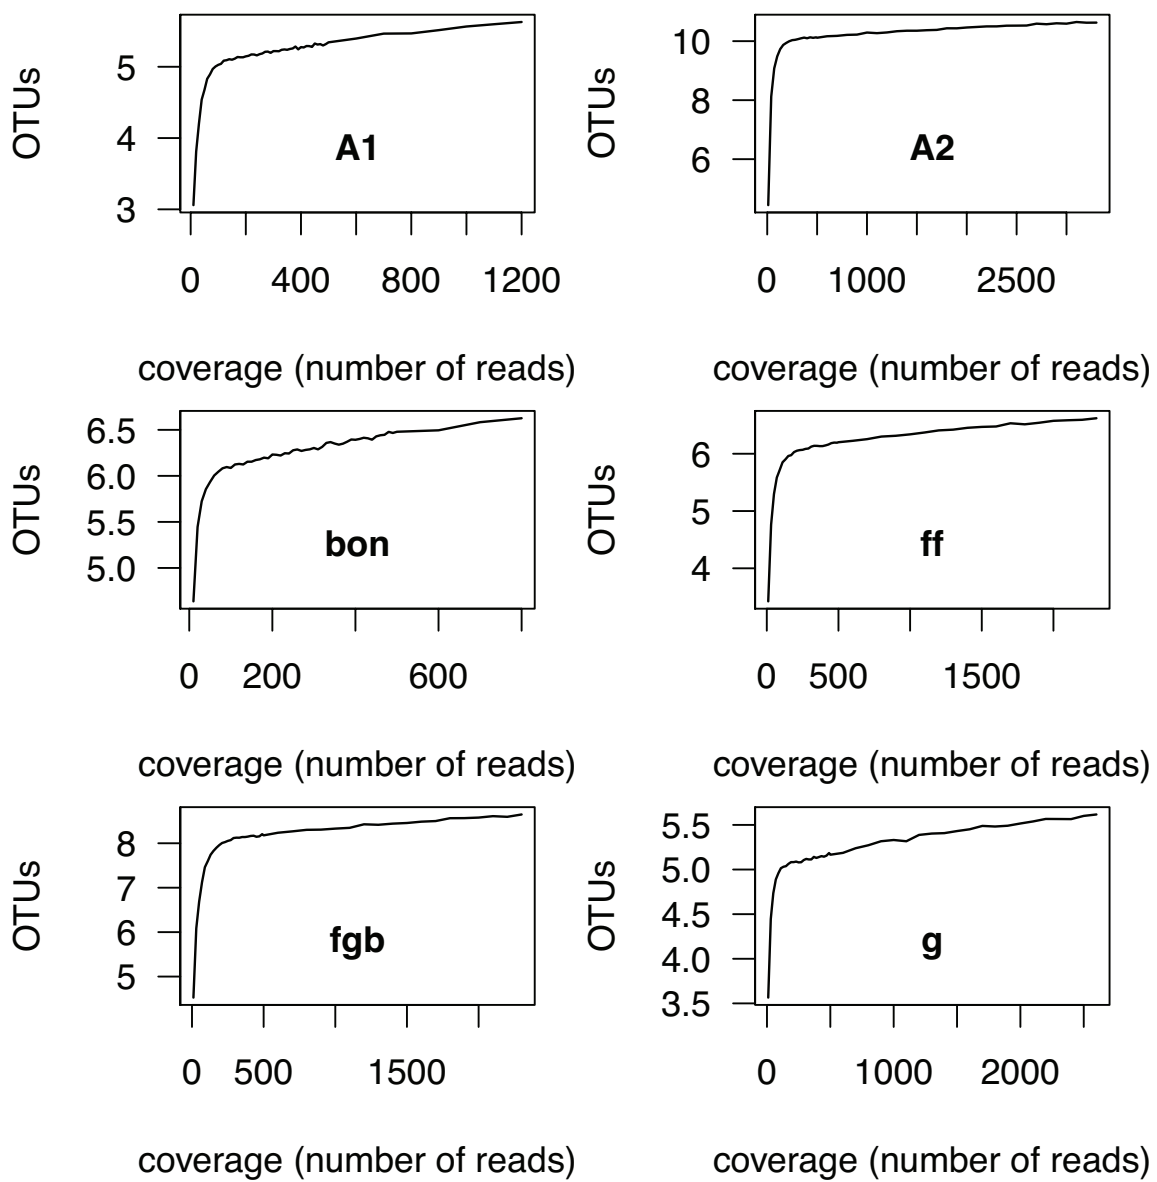 OTUs
5
4
3
A1
0 400 800 1200
coverage (number of reads)
OTUs
10
8
6
A2
0 1000 2500
coverage (number of reads)
OTUs
6.5
6.0
5.5
5.0
bon
0 200 600
coverage (number of reads)
OTUs
6
5
4
ff
0 500 1500
coverage (number of reads)
OTUs
8
7
6
5
fgb
0 500 1500
coverage (number of reads)
OTUs
5.5
5.0
4.5
4.0
3.5
g
0 1000 2000
coverage (number of reads)